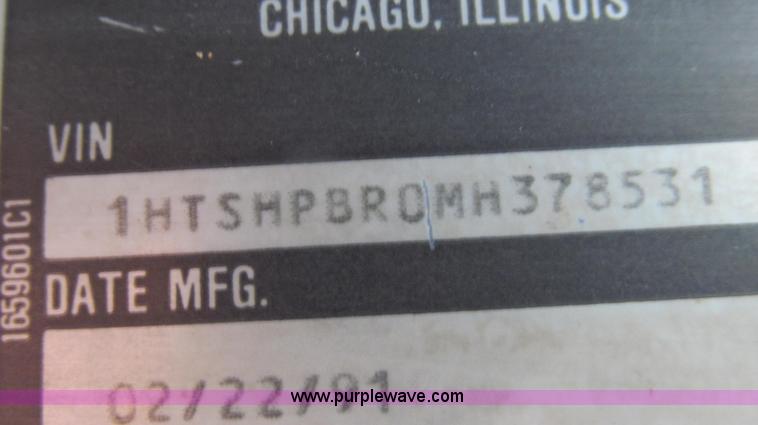 CHICAGO, ILLINOIS
VIN
1HTSHPBR0MH378531
DATE MFG.
02/22/91
1659601C1
www.purplewave.com